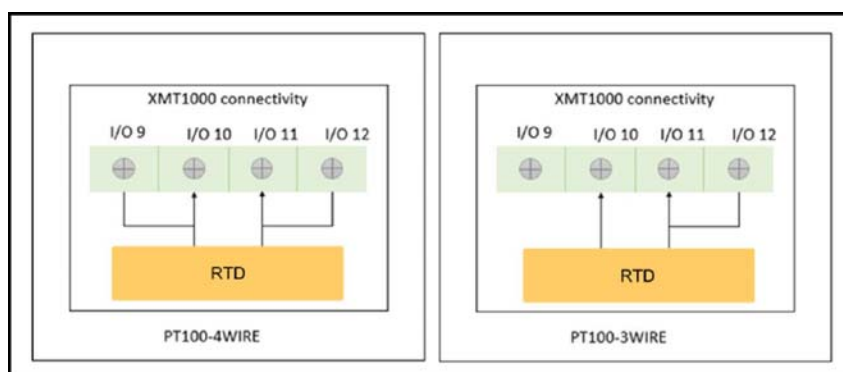 XMT1000 connectivity
I/O 9 I/O 10 I/O 11 I/O 12
RTD
PT100-4WIRE
XMT1000 connectivity
I/O 9 I/O 10 I/O 11 I/O 12
RTD
PT100-3WIRE